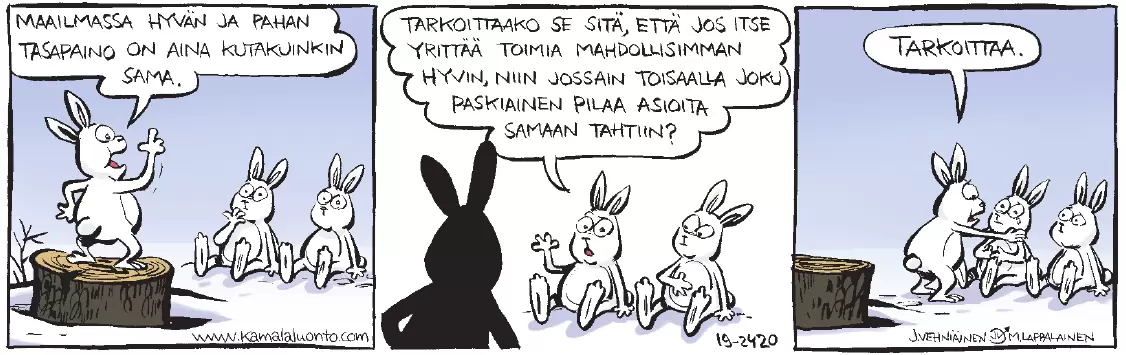 MAAILMASSA HYVÄN JA PAHAN
TASAPAINO ON AINA KUTAKUINKIN
SAMA.
www.kamalaluonto.com
TARKOITTAAKO SE SITÄ, ETTÄ JOS ITSE
YRITTÄÄ TOIMIA MAHDOLLISIMMAN
HYVIN, NIIN JOSSAIN TOISAALLA JOKU
PASKIAINEN PILAA ASIOITA
SAMAAN TAHTIIN?
19-2420
TARKOITTAA.
J.VEHNIÄINEN JV M.LAPPALAINEN